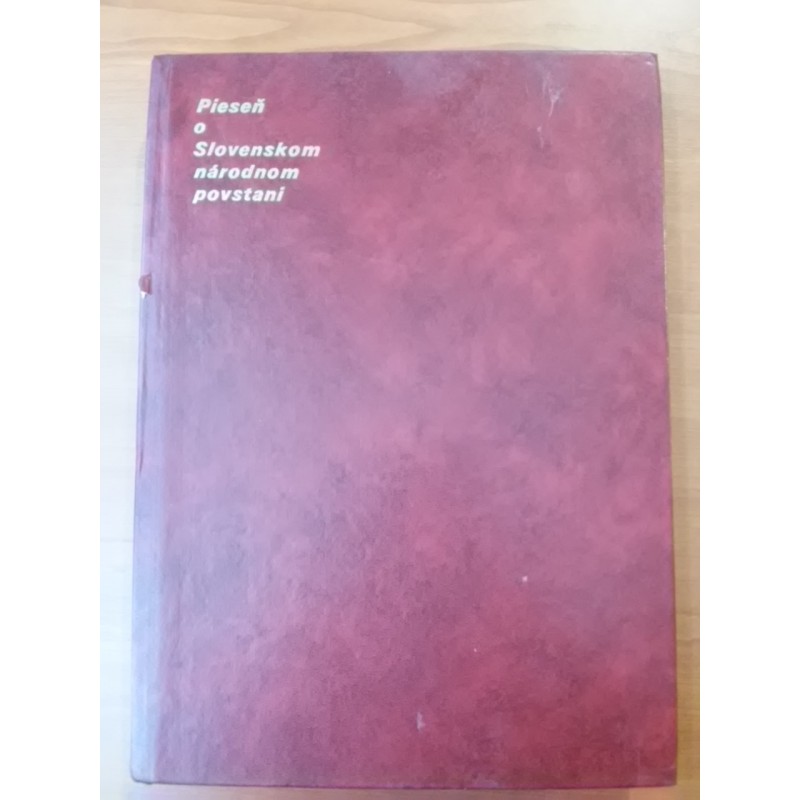 Pieseň
o
Slovenskom
národnom
povstaní